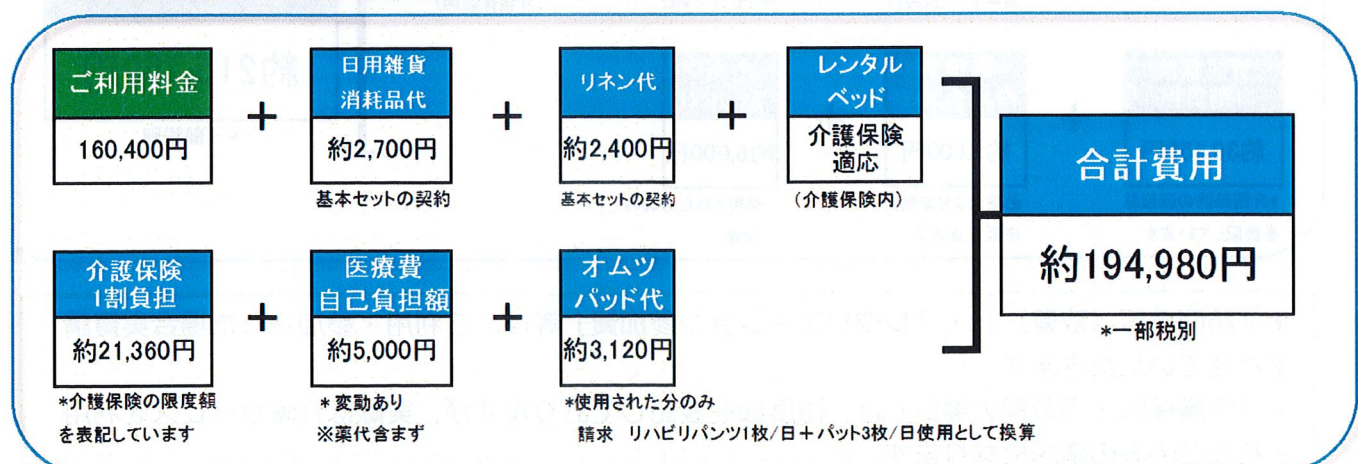 ご利用料金
160,400円
+
日用雑貨
消耗品代
約2,700円
基本セットの契約
+
リネン代
約2,400円
基本セットの契約
+
レンタル
ベッド
介護保険
適応
(介護保険内)
介護保険
1割負担
約21,360円
*介護保険の限度額
を表記しています
+
医療費
自己負担額
約5,000円
*変動あり
※薬代含まず
+
オムツ
パッド代
約3,120円
*使用された分のみ
請求 リハビリパンツ1枚/日+パット3枚/日使用として換算
合計費用
約194,980円
*一部税別